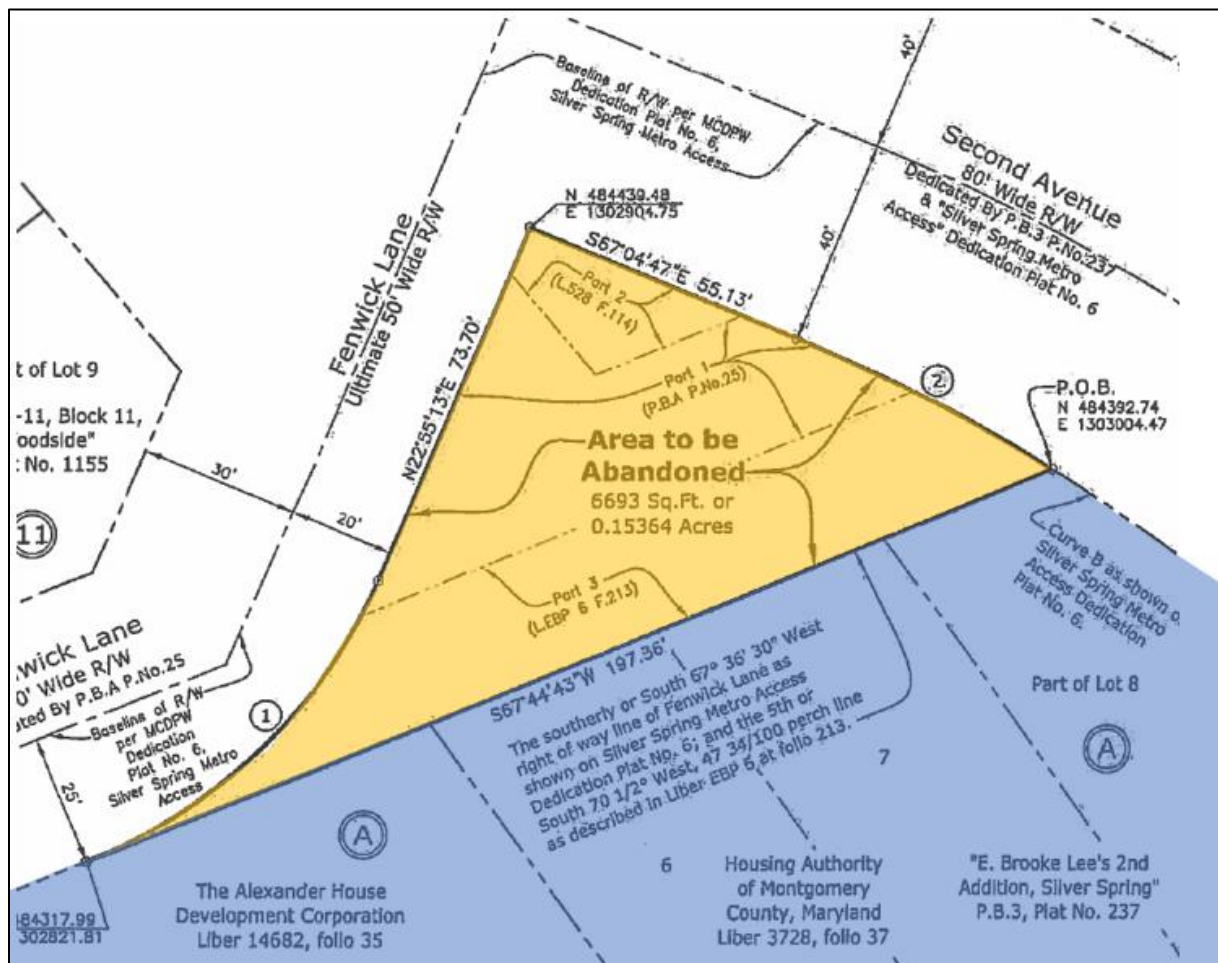 Baseline of R/W per MCDPW
Dedication Plat No. 6,
Silver Spring Metro Access
40'
Second Avenue
80' Wide R/W
Dedicated By P.B.3 P.No.237
& "Silver Spring Metro
Access" Dedication Plat No. 6
40'
N 484439.48
E 1302904.75
S67°04'47"E 55.13'
Fenwick Lane
Ultimate 50' Wide R/W
Part 2
(L.528 F.114)
N22°55'13"E 73.70'
Part 1
(P.B.A P.No.25)
2
P.O.B.
N 484392.74
E 1303004.47
t of Lot 9
-11, Block 11,
oodside"
No. 1155
11
30'
20'
Area to be
Abandoned
6693 Sq.Ft. or
0.15364 Acres
Part 3
(L.EBP 6 F.213)
Curve B as shown o
Silver Spring Metro
Access Dedication
Plat No. 6.
wick Lane
0' Wide R/W
ated By P.B.A P.No.25
Baseline of R/W
per MCDPW
Dedication
Plat No. 6,
Silver Spring Metro
Access
1
25'
S67°44'43"W 197.36'
The southerly or South 67° 36' 30" West
right of way line of Fenwick Lane as
shown on Silver Spring Metro Access
Dedication Plat No. 6; and the 5th or
South 70 1/2° West, 47 34/100 perch line
as described in Liber EBP 6 at folio 213.
Part of Lot 8
A
7
A
6
The Alexander House
Development Corporation
Liber 14682, folio 35
Housing Authority
of Montgomery
County, Maryland
Liber 3728, folio 37
"E. Brooke Lee's 2nd
Addition, Silver Spring"
P.B.3, Plat No. 237
484317.99
302821.81